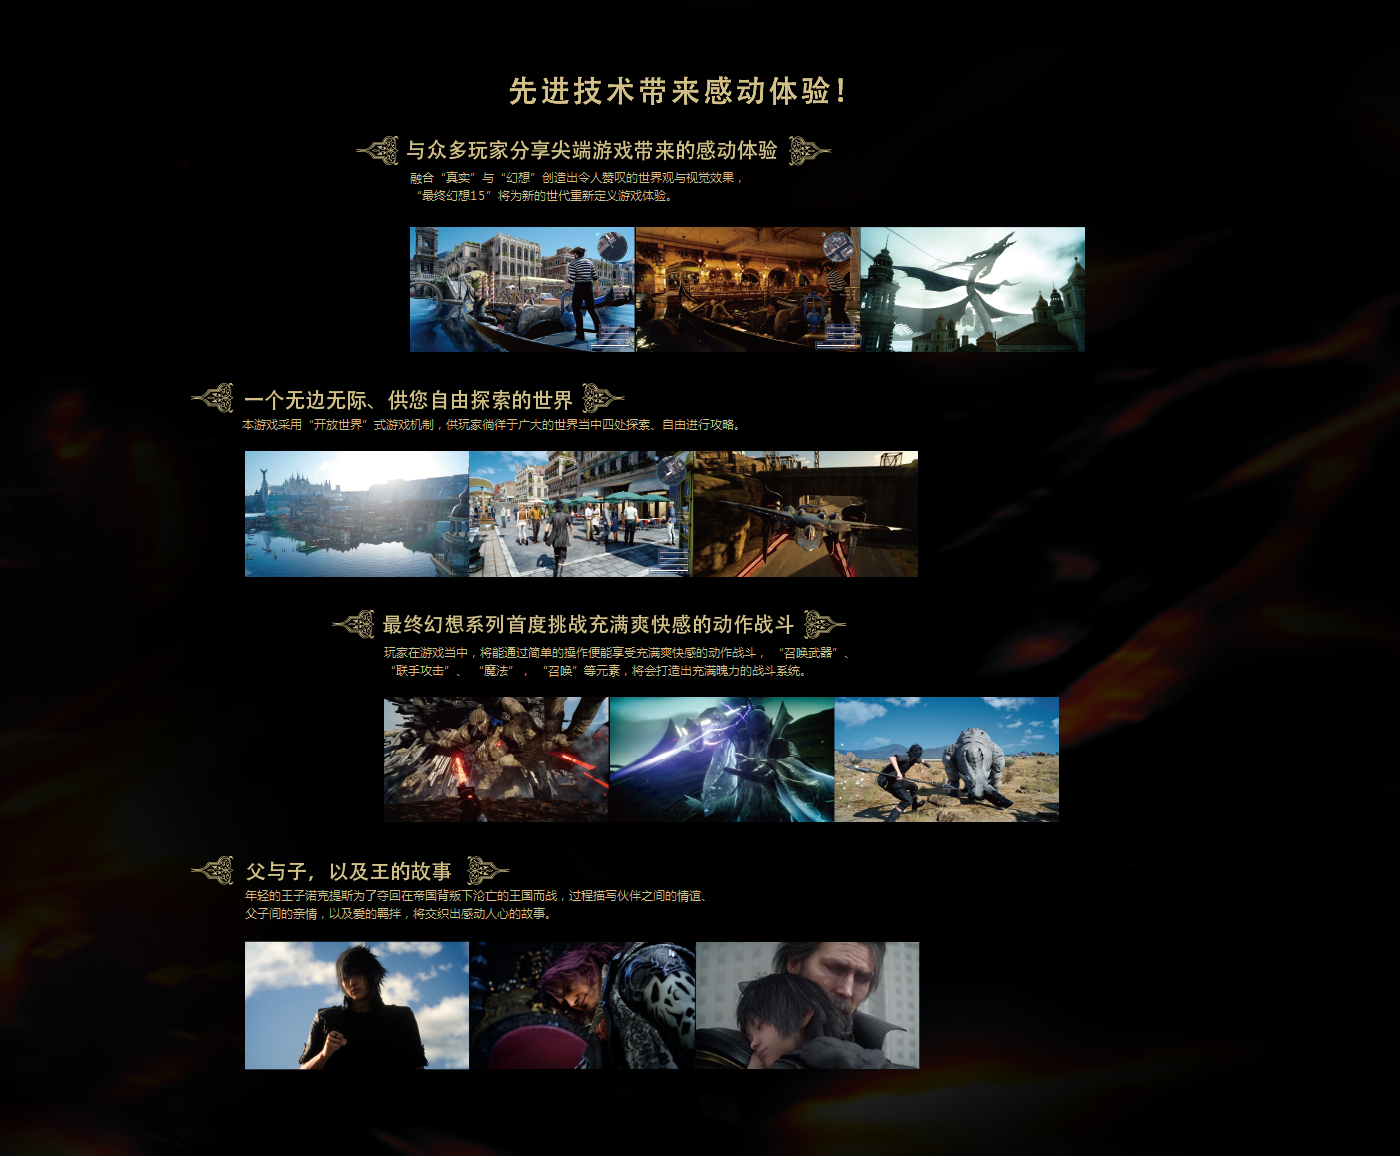 先进技术带来感动体验！
与众多玩家分享尖端游戏带来的感动体验
融合“真实”与“幻想”创造出令人赞叹的世界观与视觉效果，
“最终幻想15”将为新的世代重新定义游戏体验。
一个无边无际、供您自由探索的世界
本游戏采用“开放世界”式游戏机制，供玩家徜徉于广大的世界当中四处探索、自由进行攻略。
最终幻想系列首度挑战充满爽快感的动作战斗
玩家在游戏当中，将能通过简单的操作便能享受充满爽快感的动作战斗，“召唤武器”、
“联手攻击”、“魔法”，“召唤”等元素，将会打造出充满魄力的战斗系统。
父与子，以及王的故事
年轻的王子诺克提斯为了夺回在帝国背叛下沦亡的王国而战，过程描写伙伴之间的情谊、
父子间的亲情，以及爱的羁绊，将交织出感动人心的故事。